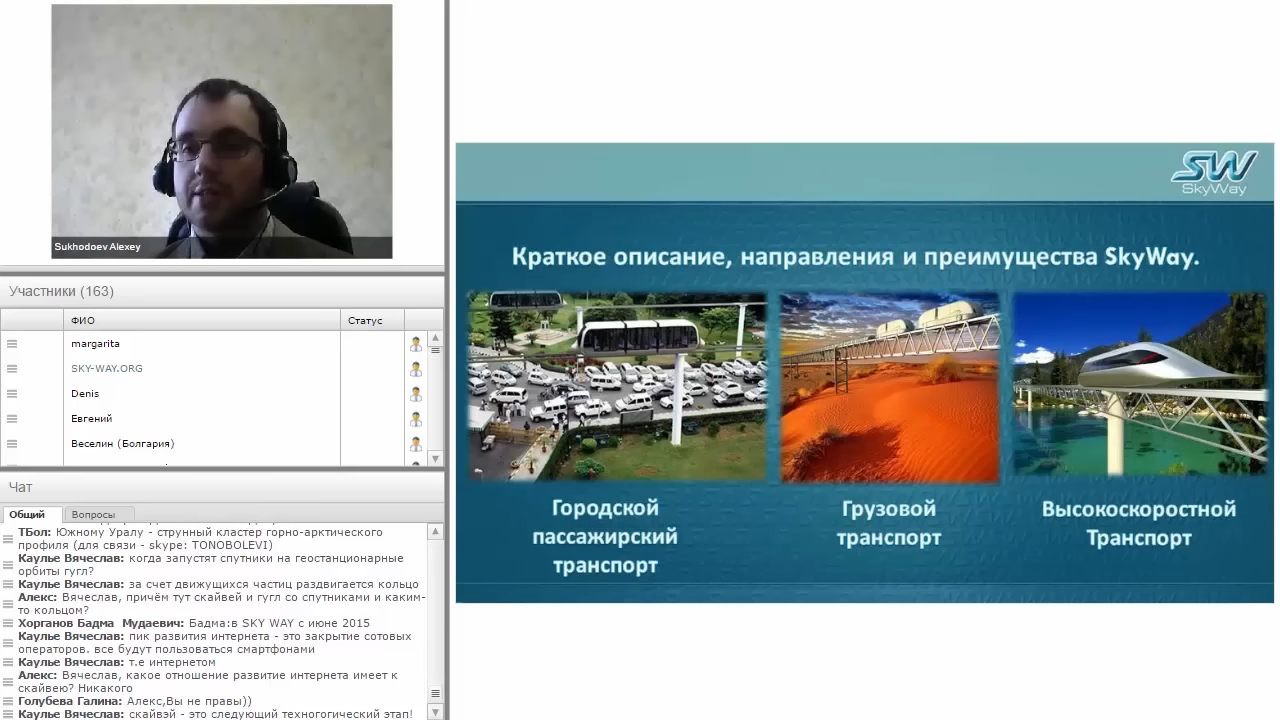 Sukhodoev Alexey
Участники (163)
ФИО
Статус
margarita
SKY-WAY.ORG
Denis
Евгений
Веселин (Болгария)
Чат
Общий
Вопросы
ТБол: Южному Уралу - струнный кластер горно-арктического
профиля (для связи - skype: TONOBOLEVI)
Каулье Вячеслав: когда запустят спутники на геостанционарные
орбиты гугл?
Каулье Вячеслав: за счет движущихся частиц раздвигается кольцо
Алекс: Вячеслав, причём тут скайвей и гугл со спутниками и каким-
то кольцом?
Хорганов Бадма Мудаевич: Бадма:в SKY WAY с июне 2015
Каулье Вячеслав: пик развития интернета - это закрытие сотовых
операторов. все будут пользоваться смартфонами
Каулье Вячеслав: т.е интернетом
Алекс: Вячеслав, какое отношение развитие интернета имеет к
скайвею? Никакого
Голубева Галина: Алекс,Вы не правы))
Каулье Вячеслав: скайвэй - это следующий техногогический этап!
SW
SkyWay
Краткое описание, направления и преимущества SkyWay.
Городской
пассажирский
транспорт
Грузовой
транспорт
Высокоскоростной
Транспорт